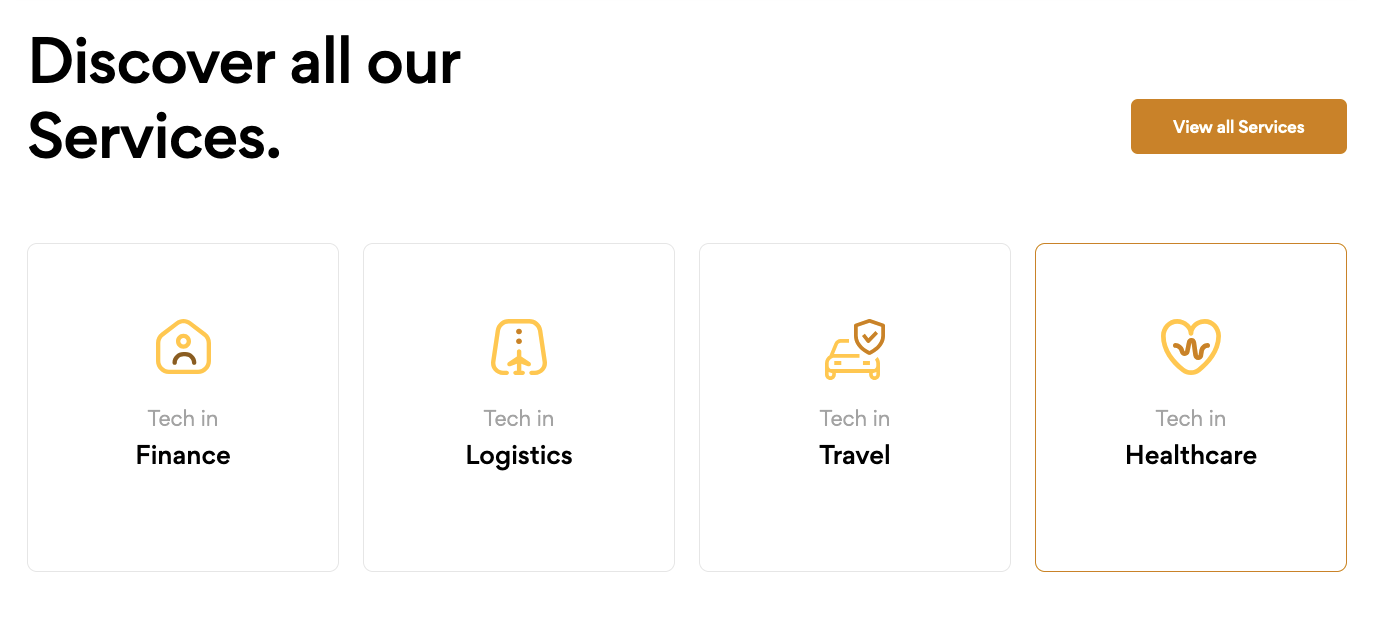 Discover all our
Services.
View all Services
Tech in
Finance
Tech in
Logistics
Tech in
Travel
Tech in
Healthcare